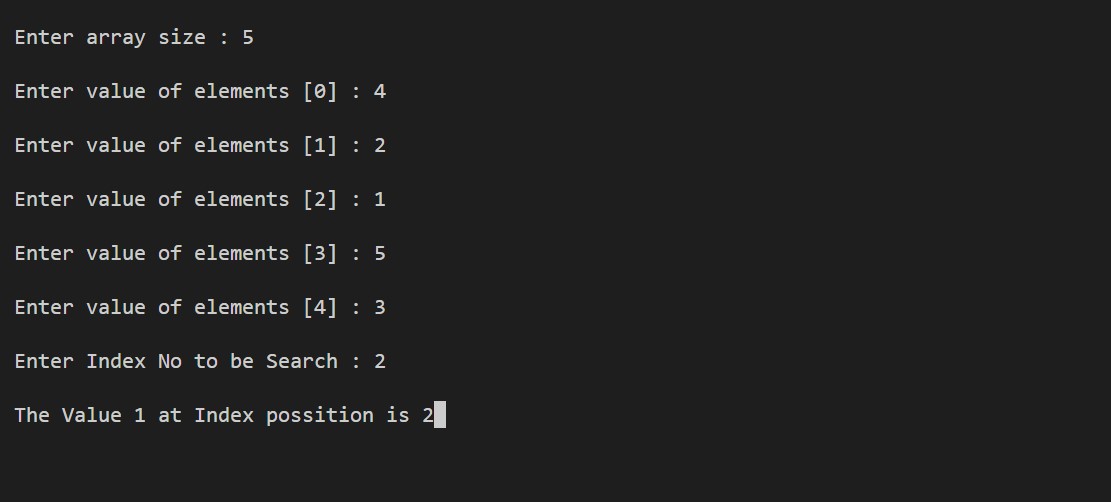 Enter array size : 5
Enter value of elements [0] : 4
Enter value of elements [1] : 2
Enter value of elements [2] : 1
Enter value of elements [3] : 5
Enter value of elements [4] : 3
Enter Index No to be Search : 2
The Value 1 at Index possition is 2